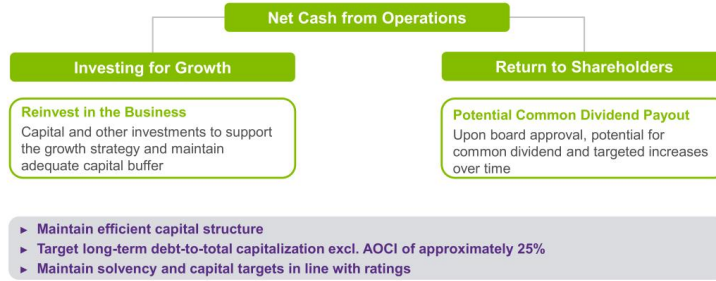 Net Cash from Operations
Investing for Growth
Return to Shareholders
Reinvest in the Business
Capital and other investments to support
the growth strategy and maintain
adequate capital buffer
Potential Common Dividend Payout
Upon board approval, potential for
common dividend and targeted increases
over time
► Maintain efficient capital structure
► Target long-term debt-to-total capitalization excl. AOCI of approximately 25%
► Maintain solvency and capital targets in line with ratings